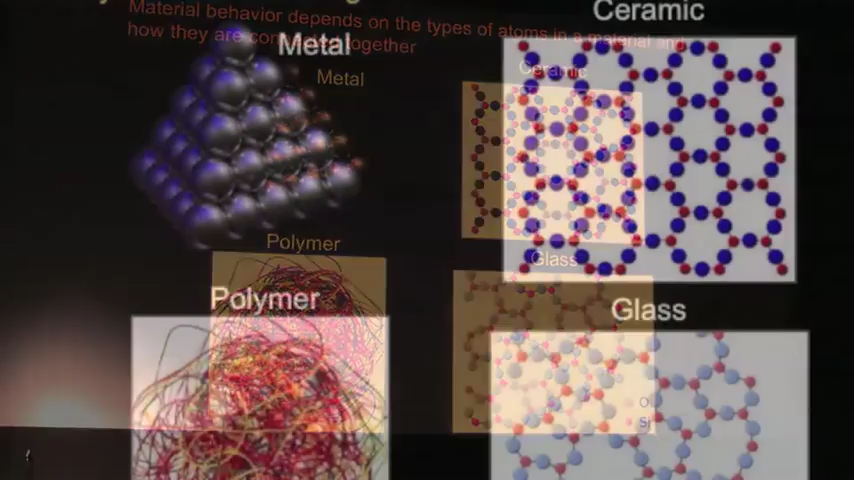 Material behavior depends on the types of atoms in a material and
how they are connected together
Ceramic
Metal
Metal
Ceramic
Polymer
Glass
Polymer
Glass